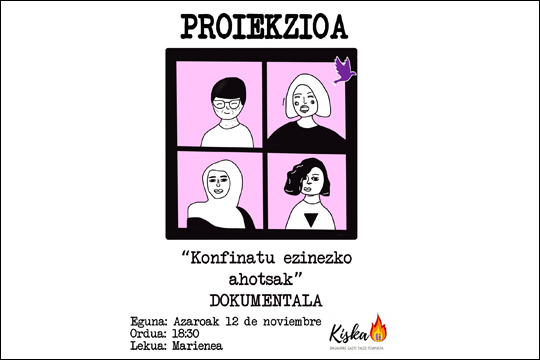 PROIEKZIOA
“Konfinatu ezinezko
ahotsak”
DOKUMENTALA
Eguna: Azaroak 12 de noviembre
Ordua: 18:30
Lekua: Marienea
Kiska